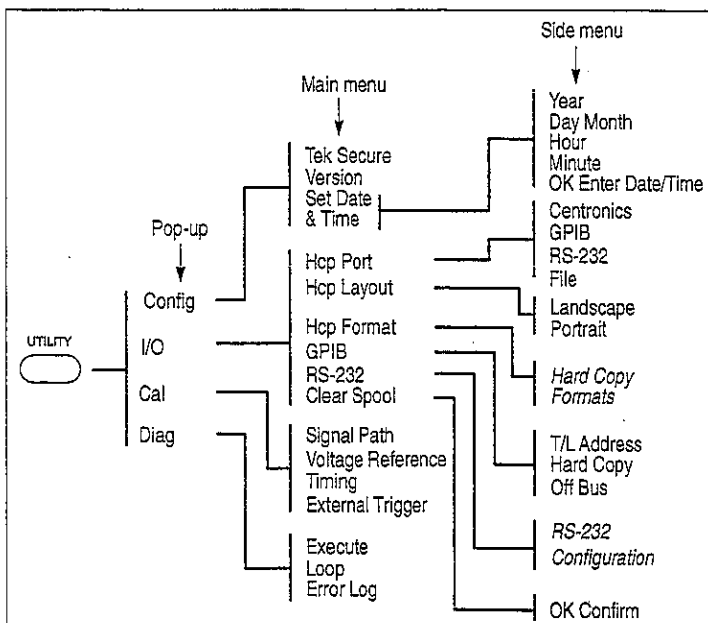 Side menu
Main menu
Pop-up
UTILITY
Config
I/O
Cal
Diag
Tek Secure
Version
Set Date
& Time
Hcp Port
Hcp Layout
Hcp Format
GPIB
RS-232
Clear Spool
Signal Path
Voltage Reference
Timing
External Trigger
Execute
Loop
Error Log
Year
Day Month
Hour
Minute
OK Enter Date/Time
Centronics
GPIB
RS-232
File
Landscape
Portrait
Hard Copy
Formats
T/L Address
Hard Copy
Off Bus
RS-232
Configuration
OK Confirm